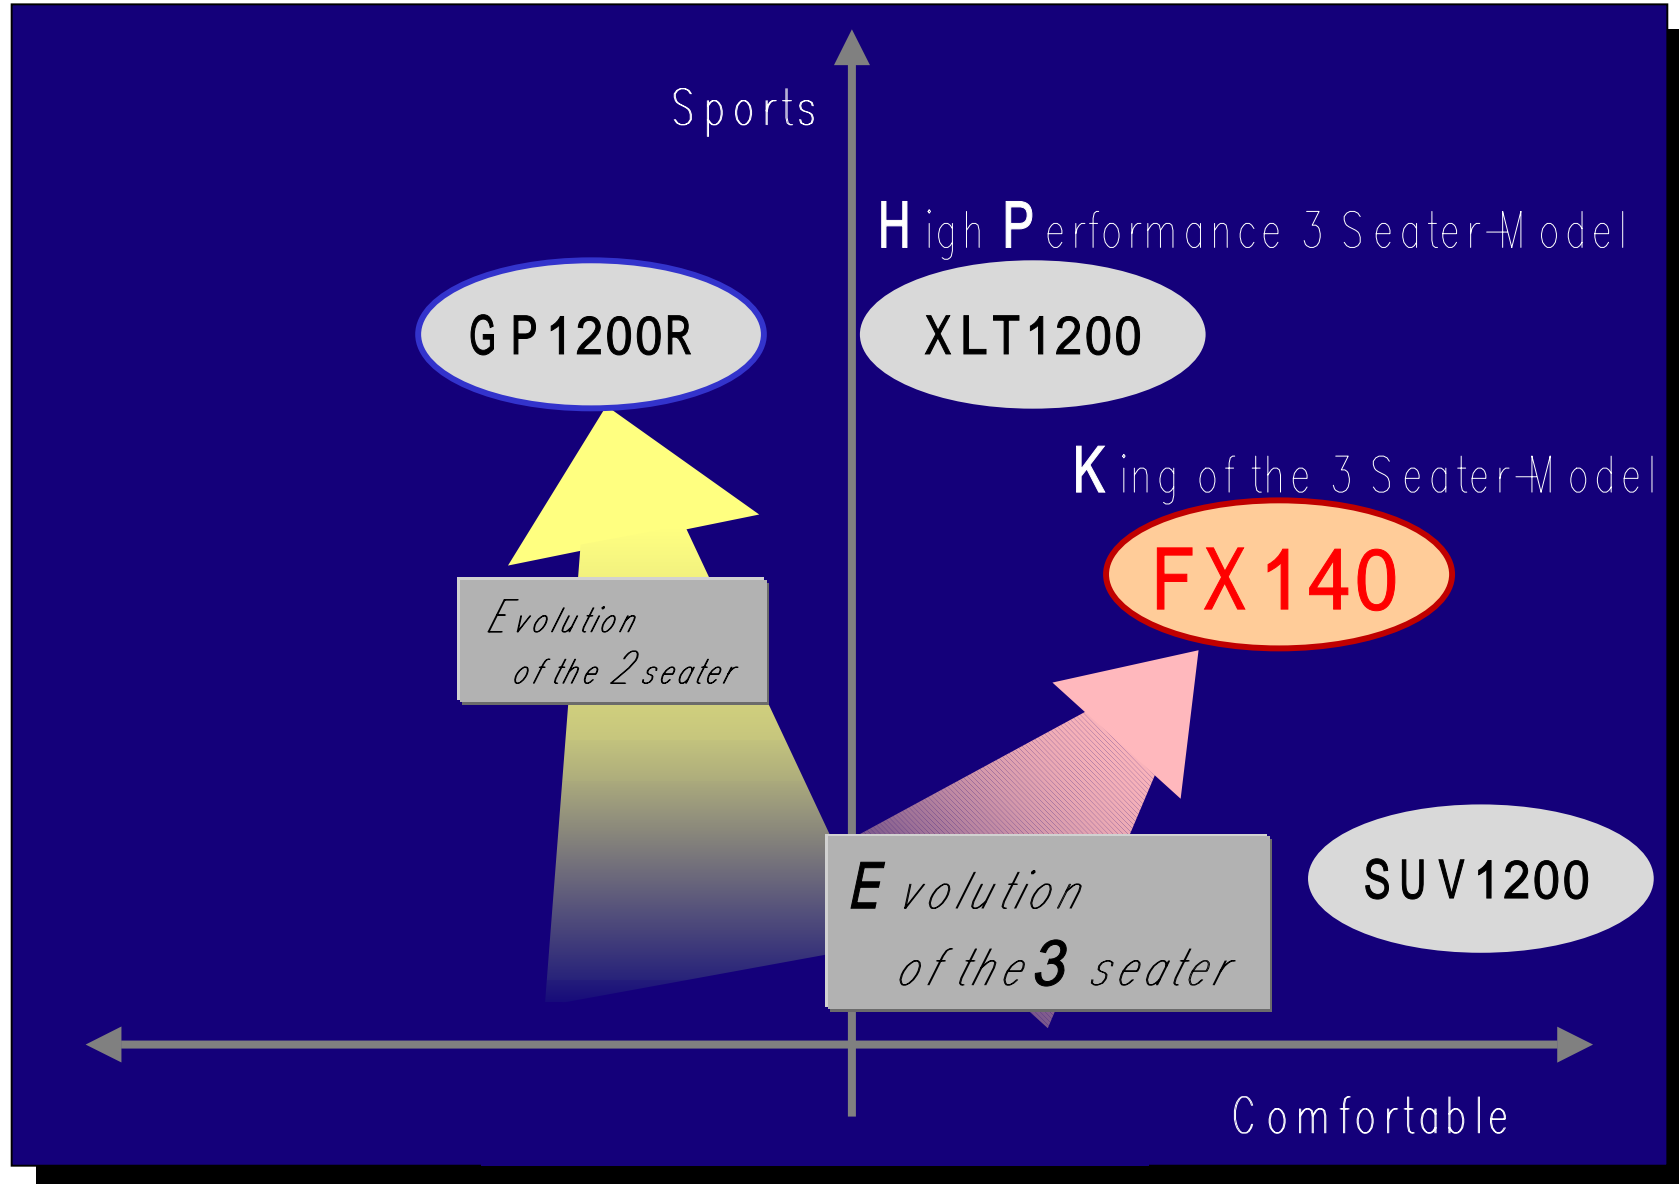 Sports
High Performance 3 Seater-Model
GP1200R
XLT1200
King of the 3 Seater-Model
FX140
Evolution
of the 2 seater
SUV1200
Evolution
of the 3 seater
Comfortable